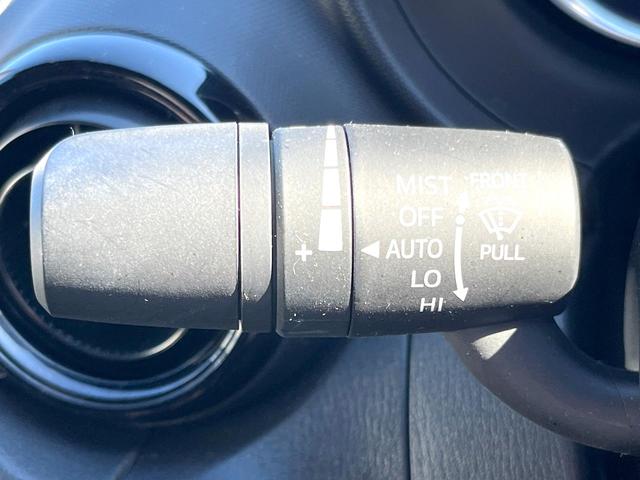 MIST FRONT
OFF
+ ◀ AUTO PULL
LO
HI